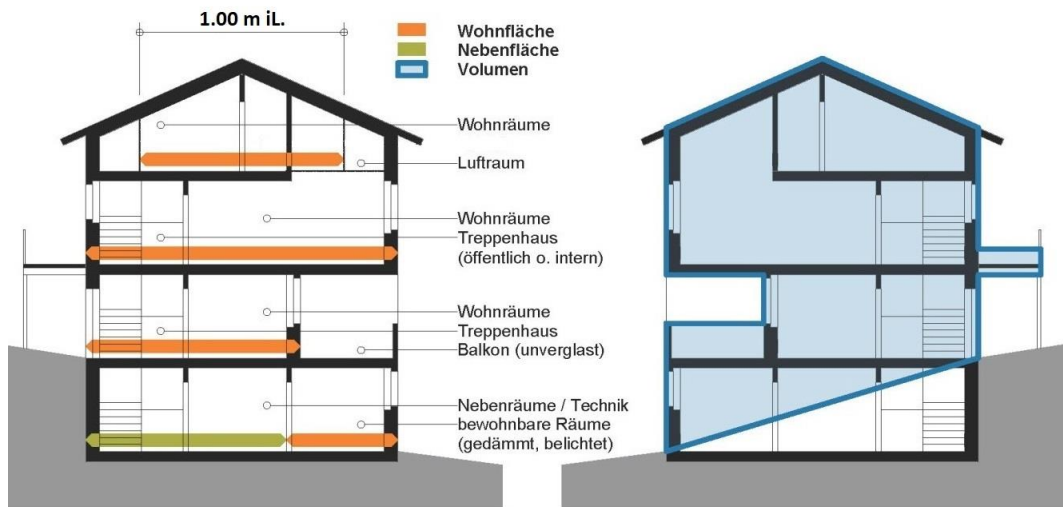 1.00 m iL.
Wohnfläche
Nebenfläche
Volumen
Wohnräume
Luftraum
Wohnräume
Treppenhaus
(öffentlich o. intern)
Wohnräume
Treppenhaus
Balkon (unverglast)
Nebenräume / Technik
bewohnbare Räume
(gedämmt, belichtet)